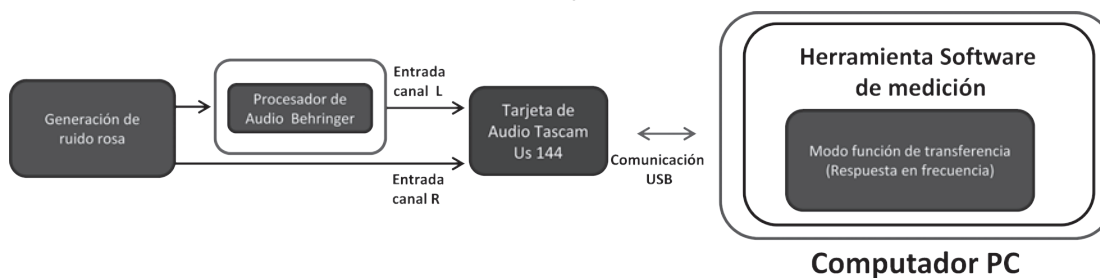 Generación de
ruido rosa
Procesador de
Audio Behringer
Entrada
canal L
Entrada
canal R
Tarjeta de
Audio Tascam
Us 144
Comunicación
USB
Herramienta Software
de medición
Modo función de transferencia
(Respuesta en frecuencia)
Computador PC